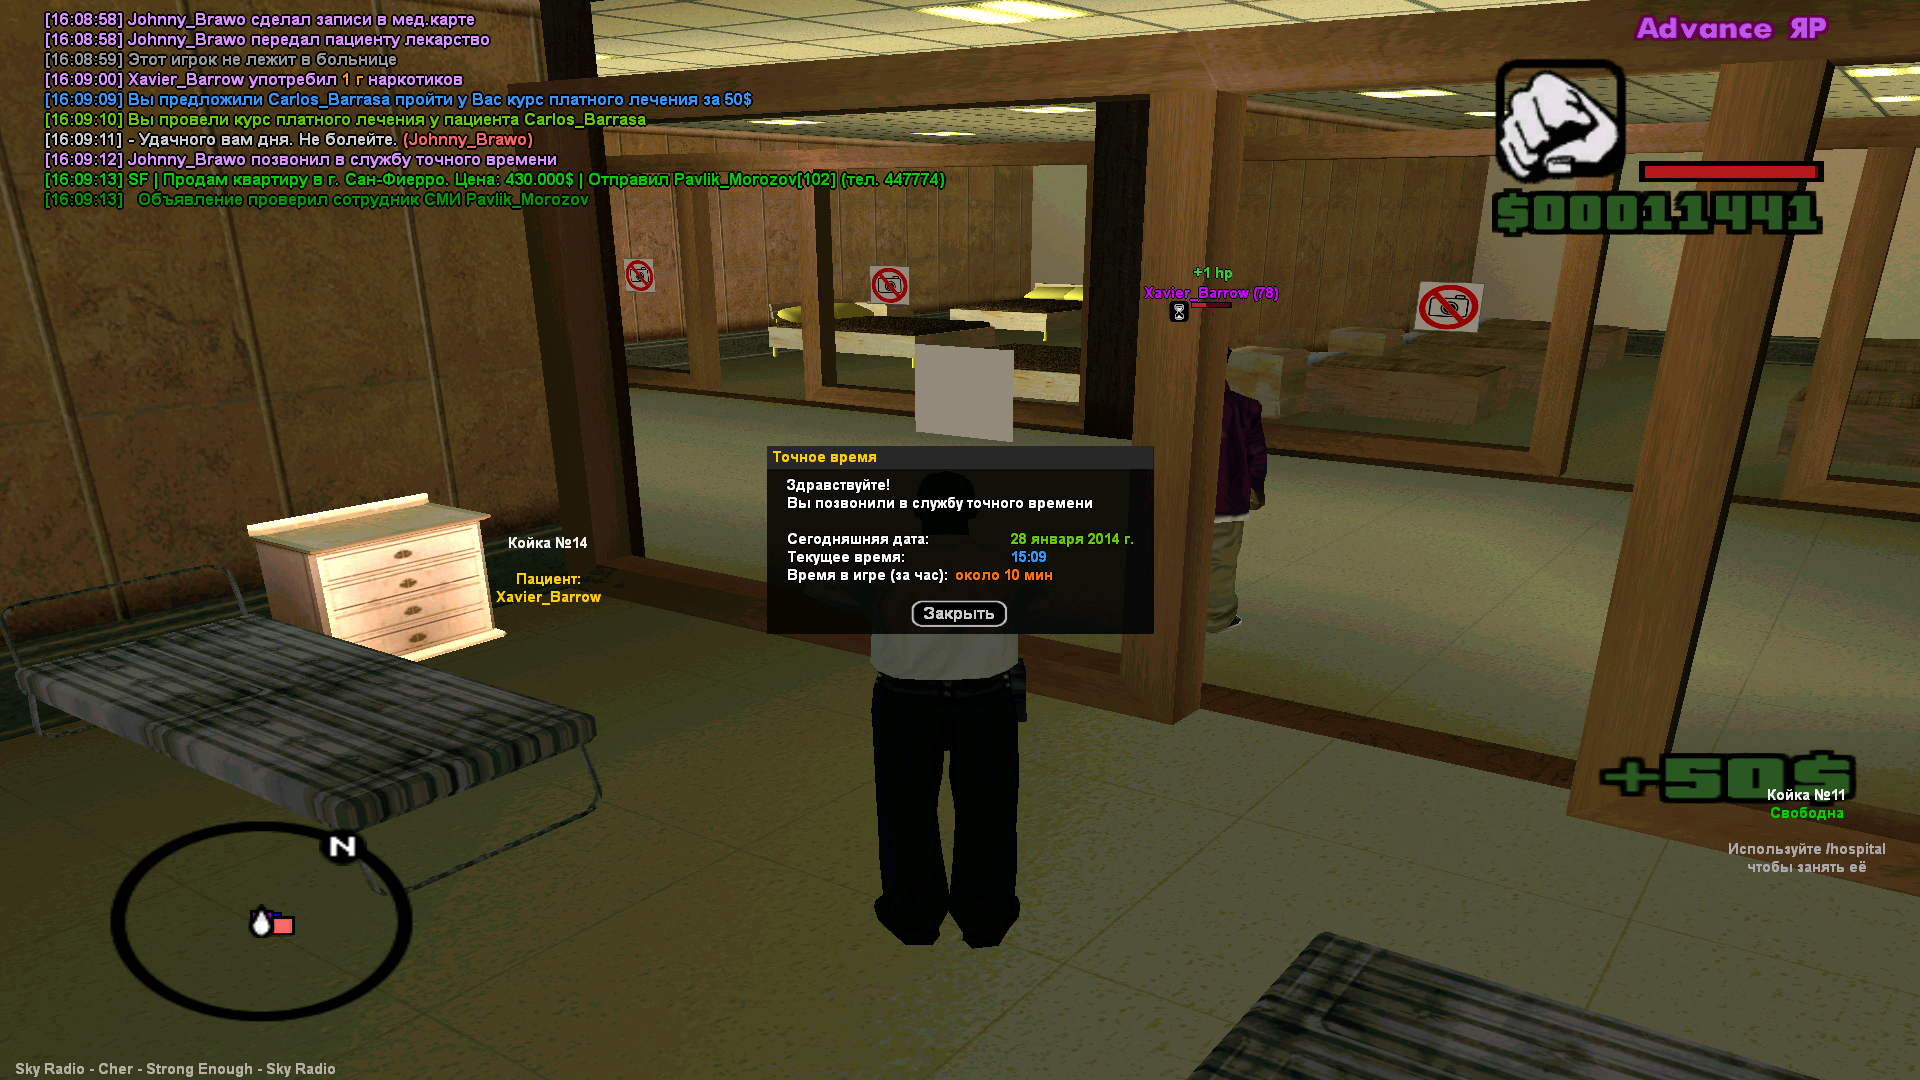 [16:08:58] Johnny_Brawo сделал записи в мед.карте
[16:08:58] Johnny_Brawo передал пациенту лекарство
[16:08:59] Этот игрок не лежит в больнице
[16:09:00] Xavier_Barrow употребил 1 г наркотиков
[16:09:09] Вы предложили Carlos_Barrasa пройти у Вас курс платного лечения за 50$
[16:09:10] Вы провели курс платного лечения у пациента Carlos_Barrasa
[16:09:11] - Удачного вам дня. Не болейте. (Johnny_Brawo)
[16:09:12] Johnny_Brawo позвонил в службу точного времени
[16:09:13] SF | Продам квартиру в г. Сан-Фиерро. Цена: 430.000$ | Отправил Pavlik_Morozov[102] (тел. 447774)
[16:09:13] Объявление проверил сотрудник СМИ Pavlik_Morozov
Advance ЯP
$00011441
+1 hp
Xavier_Barrow (78)
Точное время
Здравствуйте!
Вы позвонили в службу точного времени
Сегодняшняя дата: 28 января 2014 г.
Текущее время: 15:09
Время в игре (за час): около 10 мин
Закрыть
Койка №14
Пациент:
Xavier_Barrow
+50$
Койка №11
Свободна
Используйте /hospital
чтобы занять её
N
Sky Radio - Cher - Strong Enough - Sky Radio